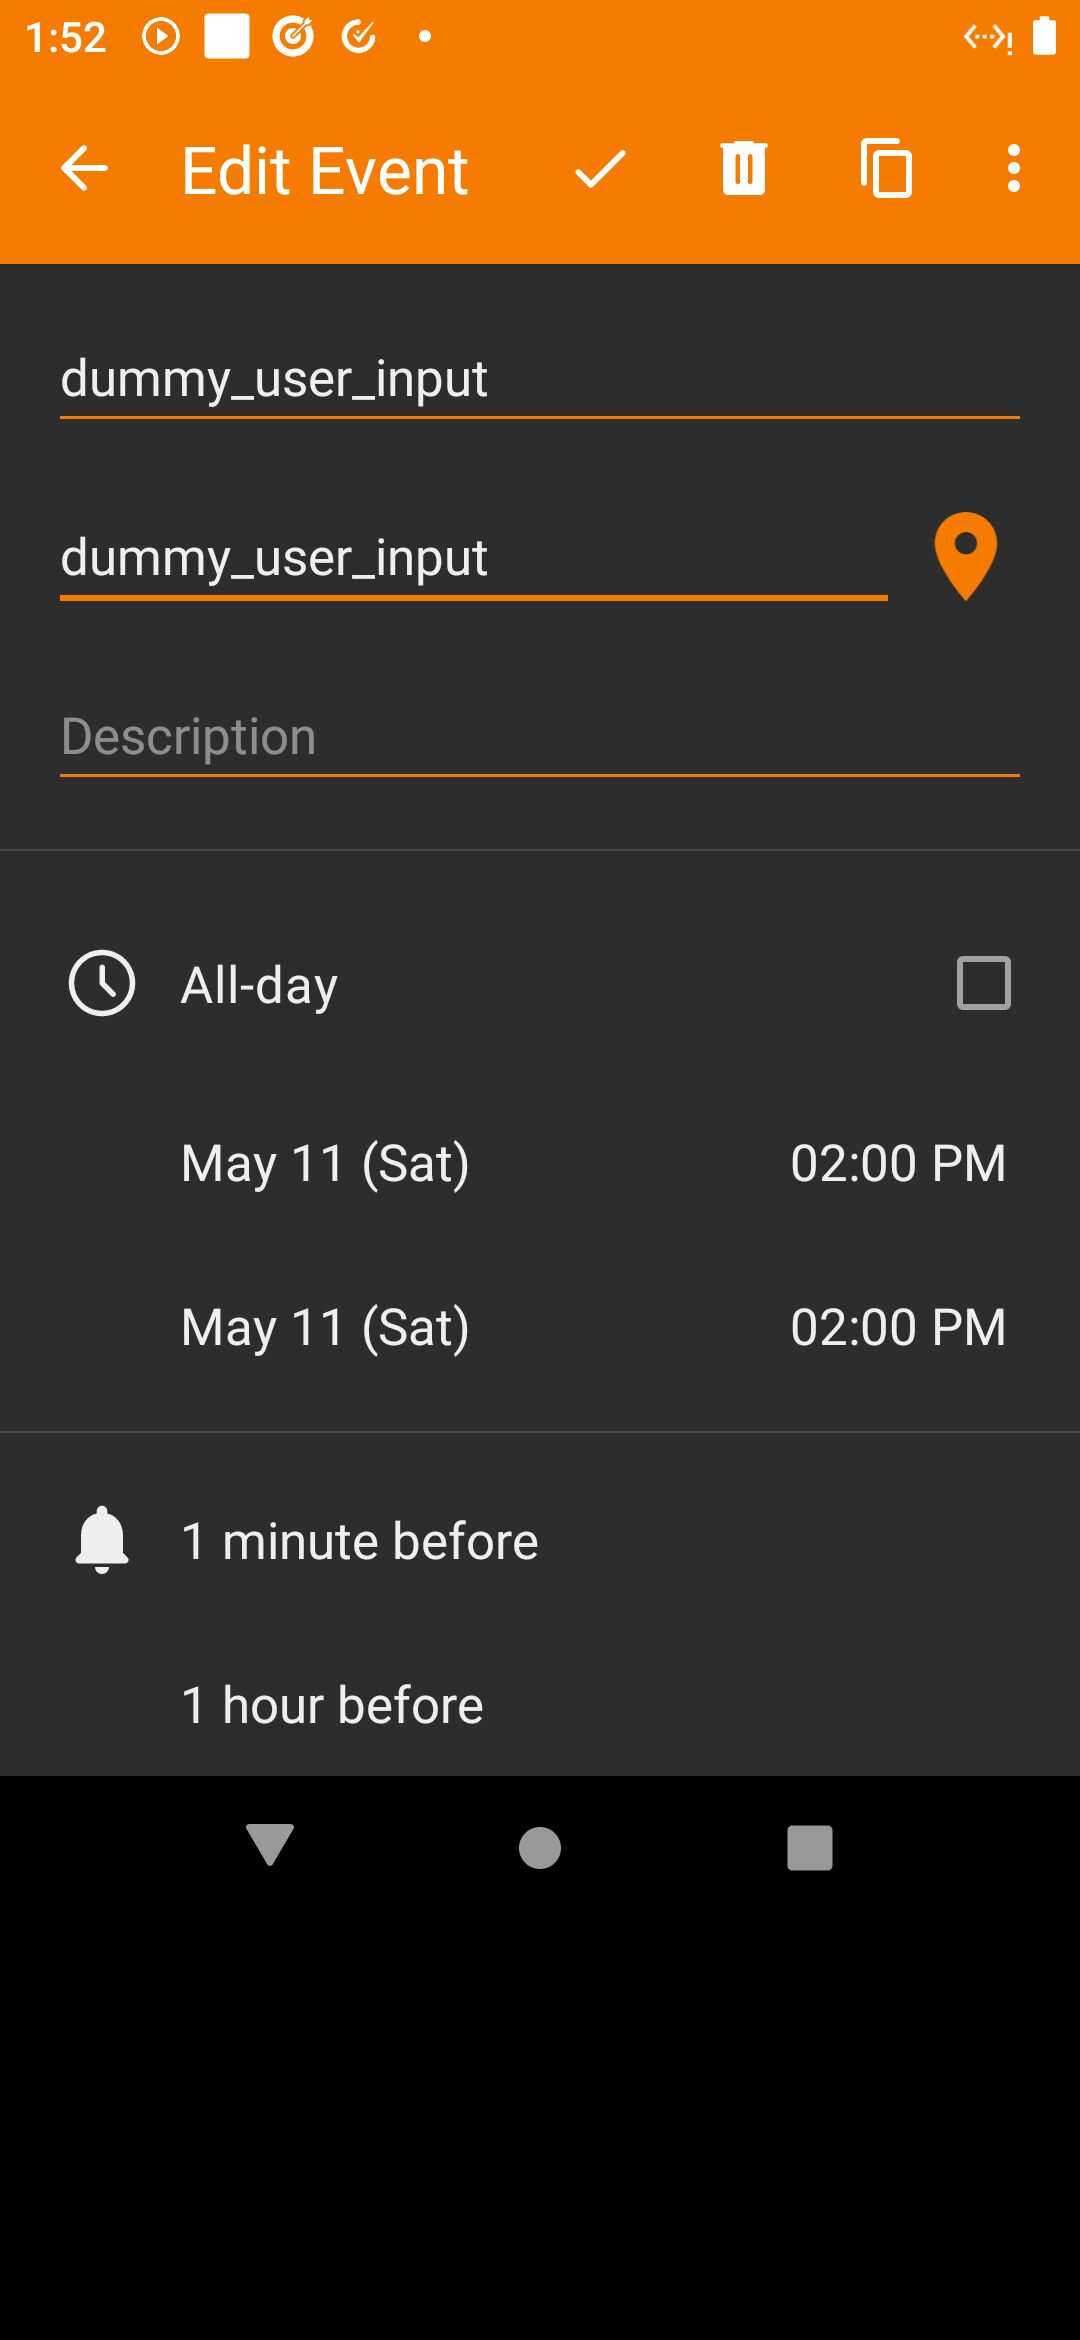 1:52
Edit Event
dummy_user_input
dummy_user_input
Description
All-day
May 11 (Sat) 02:00 PM
May 11 (Sat) 02:00 PM
1 minute before
1 hour before